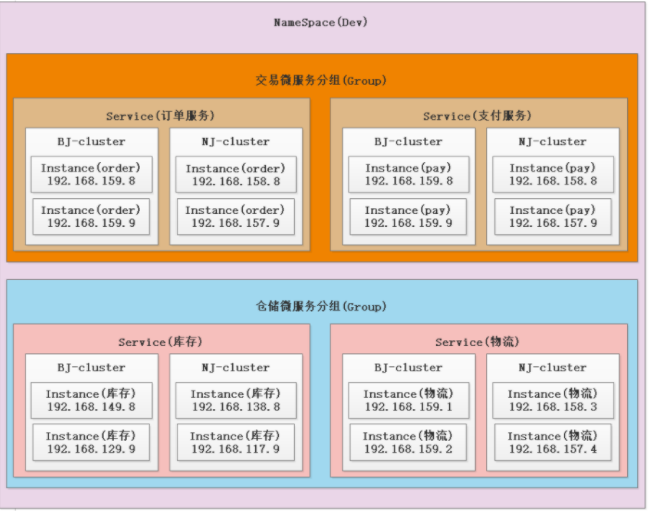 NameSpace(Dev)
交易微服务分组(Group)
Service(订单服务)
BJ-cluster
Instance(order)
192.168.159.8
Instance(order)
192.168.159.9
NJ-cluster
Instance(order)
192.168.158.8
Instance(order)
192.168.157.9
Service(支付服务)
BJ-cluster
Instance(pay)
192.168.159.8
Instance(pay)
192.168.159.9
NJ-cluster
Instance(pay)
192.168.158.8
Instance(pay)
192.168.157.9
仓储微服务分组(Group)
Service(库存)
BJ-cluster
Instance(库存)
192.168.149.8
Instance(库存)
192.168.129.9
NJ-cluster
Instance(库存)
192.168.138.8
Instance(库存)
192.168.117.9
Service(物流)
BJ-cluster
Instance(物流)
192.168.159.1
Instance(物流)
192.168.159.2
NJ-cluster
Instance(物流)
192.168.158.3
Instance(物流)
192.168.157.4